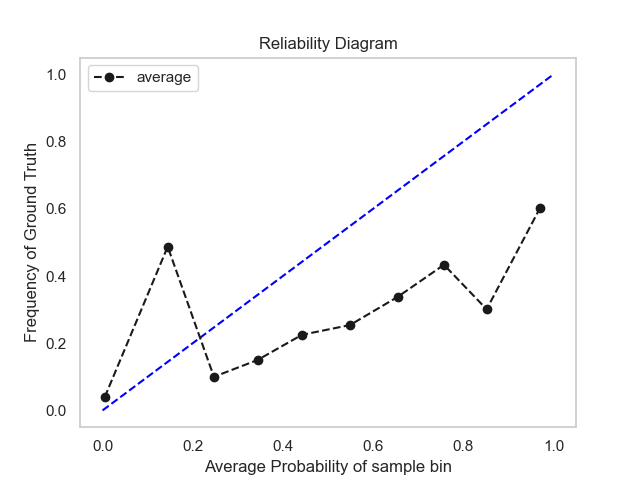 Reliability Diagram
average
Frequency of Ground Truth
1.0
0.8
0.6
0.4
0.2
0.0
0.0 0.2 0.4 0.6 0.8 1.0
Average Probability of sample bin